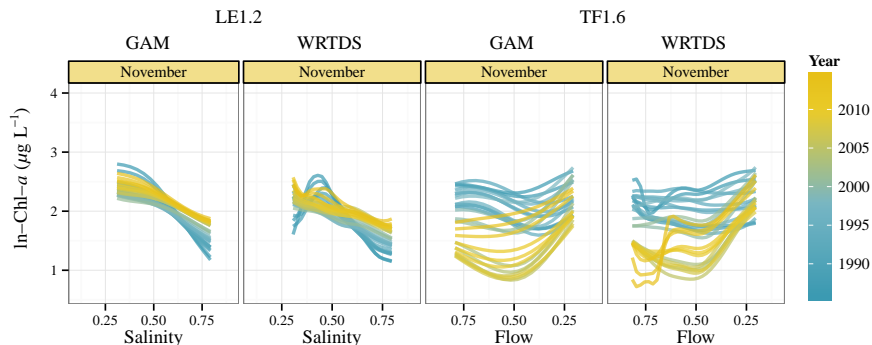 LE1.2
TF1.6
GAM
WRTDS
GAM
WRTDS
November
November
November
November
Year
ln−Chl−a (μg L−1)
4
3
2
1
2010
2005
2000
1995
1990
0.25
0.50
0.75
0.25
0.50
0.75
0.75
0.50
0.25
0.75
0.50
0.25
Salinity
Salinity
Flow
Flow